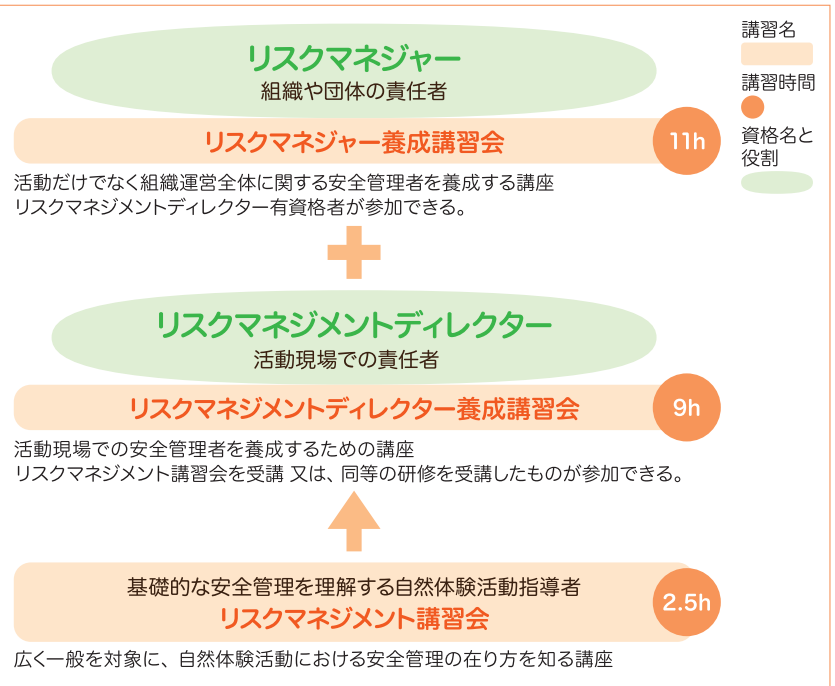 リスクマネジャー
組織や団体の責任者
リスクマネジャー養成講習会
11h
活動だけでなく組織運営全体に関する安全管理者を養成する講座
リスクマネジメントディレクター有資格者が参加できる。
リスクマネジメントディレクター
活動現場での責任者
リスクマネジメントディレクター養成講習会
9h
活動現場での安全管理者を養成するための講座
リスクマネジメント講習会を受講 又は、同等の研修を受講したものが参加できる。
基礎的な安全管理を理解する自然体験活動指導者
リスクマネジメント講習会
2.5h
広く一般を対象に、自然体験活動における安全管理の在り方を知る講座
講習名
講習時間
資格名と
役割